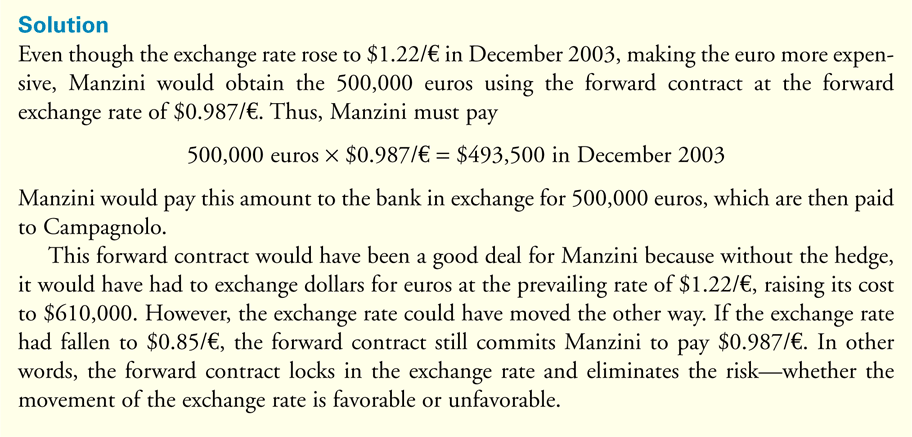 Solution
Even though the exchange rate rose to $1.22/€ in December 2003, making the euro more expen-
sive, Manzini would obtain the 500,000 euros using the forward contract at the forward
exchange rate of $0.987/€. Thus, Manzini must pay
500,000 euros × $0.987/€ = $493,500 in December 2003
Manzini would pay this amount to the bank in exchange for 500,000 euros, which are then paid
to Campagnolo.
This forward contract would have been a good deal for Manzini because without the hedge,
it would have had to exchange dollars for euros at the prevailing rate of $1.22/€, raising its cost
to $610,000. However, the exchange rate could have moved the other way. If the exchange rate
had fallen to $0.85/€, the forward contract still commits Manzini to pay $0.987/€. In other
words, the forward contract locks in the exchange rate and eliminates the risk—whether the
movement of the exchange rate is favorable or unfavorable.